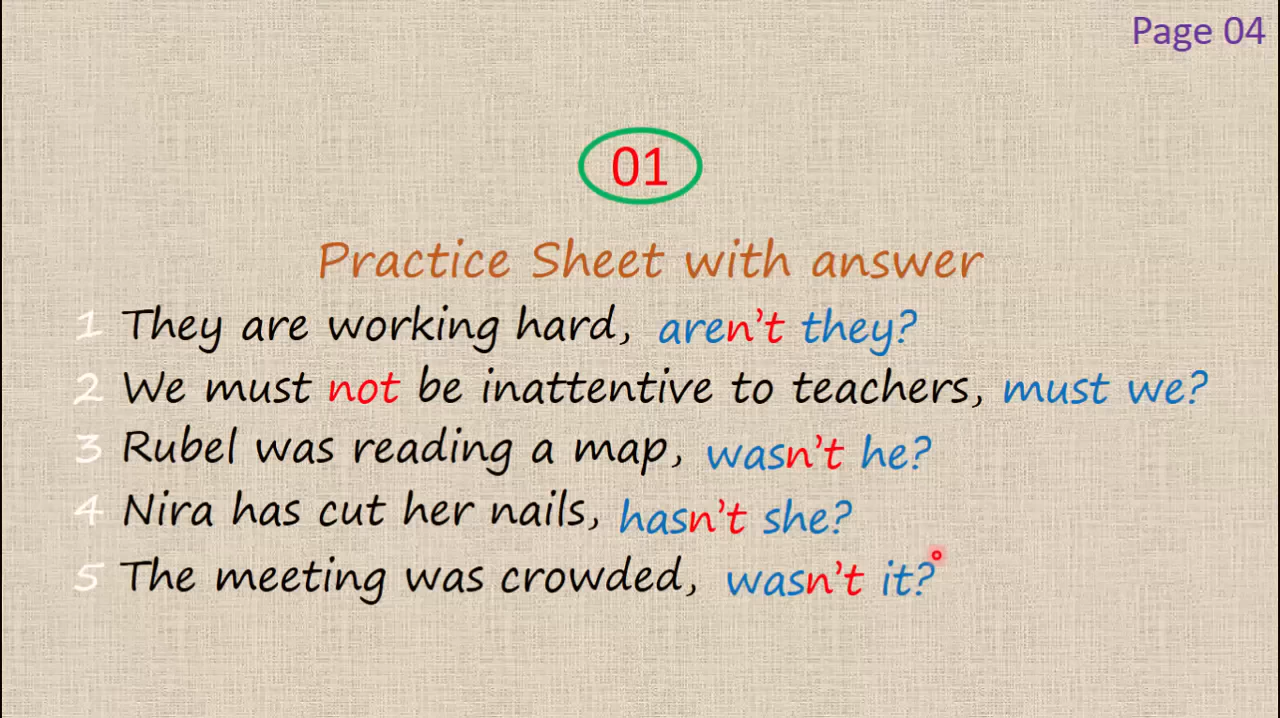 Page 04
01
Practice Sheet with answer
1 They are working hard, aren't they?
2 We must not be inattentive to teachers, must we?
3 Rubel was reading a map, wasn't he?
4 Nira has cut her nails, hasn't she?
5 The meeting was crowded, wasn't it?